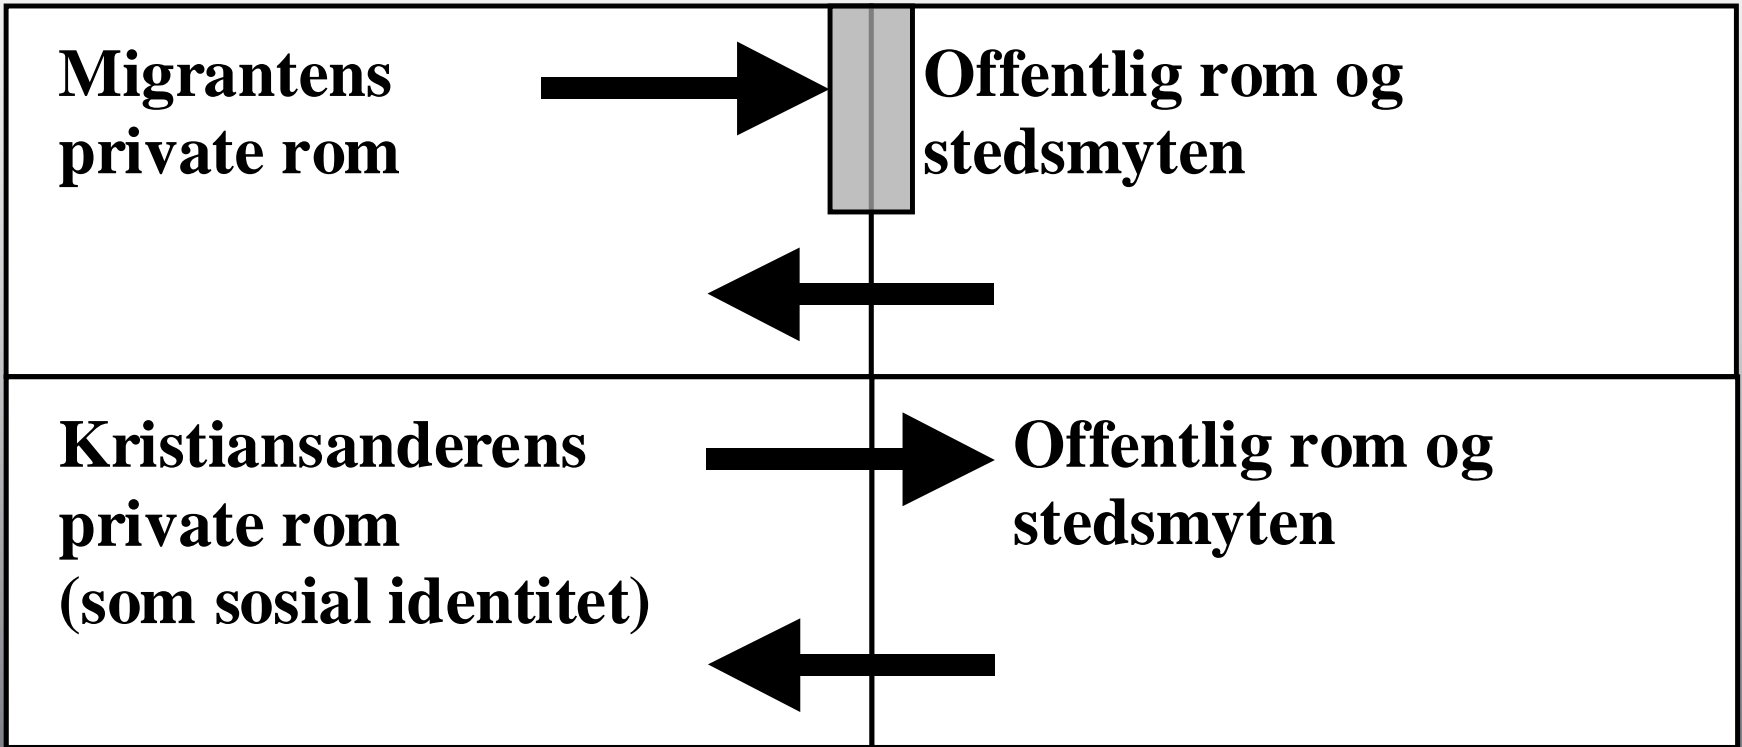 Migrantens
private rom
Offentlig rom og
stedsmyten
Kristiansanderens
private rom
(som sosial identitet)
Offentlig rom og
stedsmyten